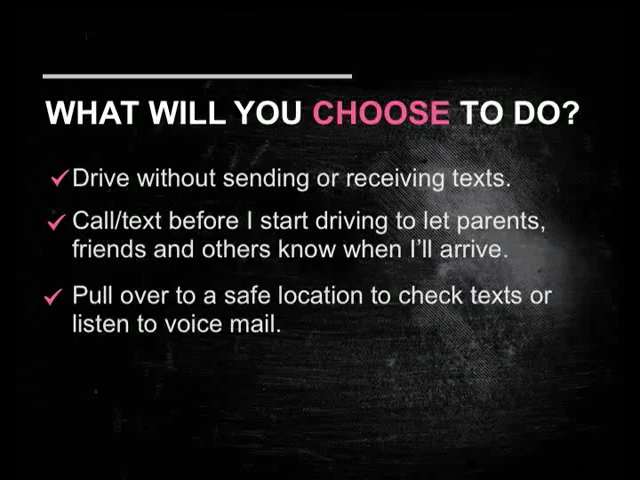 WHAT WILL YOU CHOOSE TO DO?
Drive without sending or receiving texts.
Call/text before I start driving to let parents,
friends and others know when I’ll arrive.
Pull over to a safe location to check texts or
listen to voice mail.